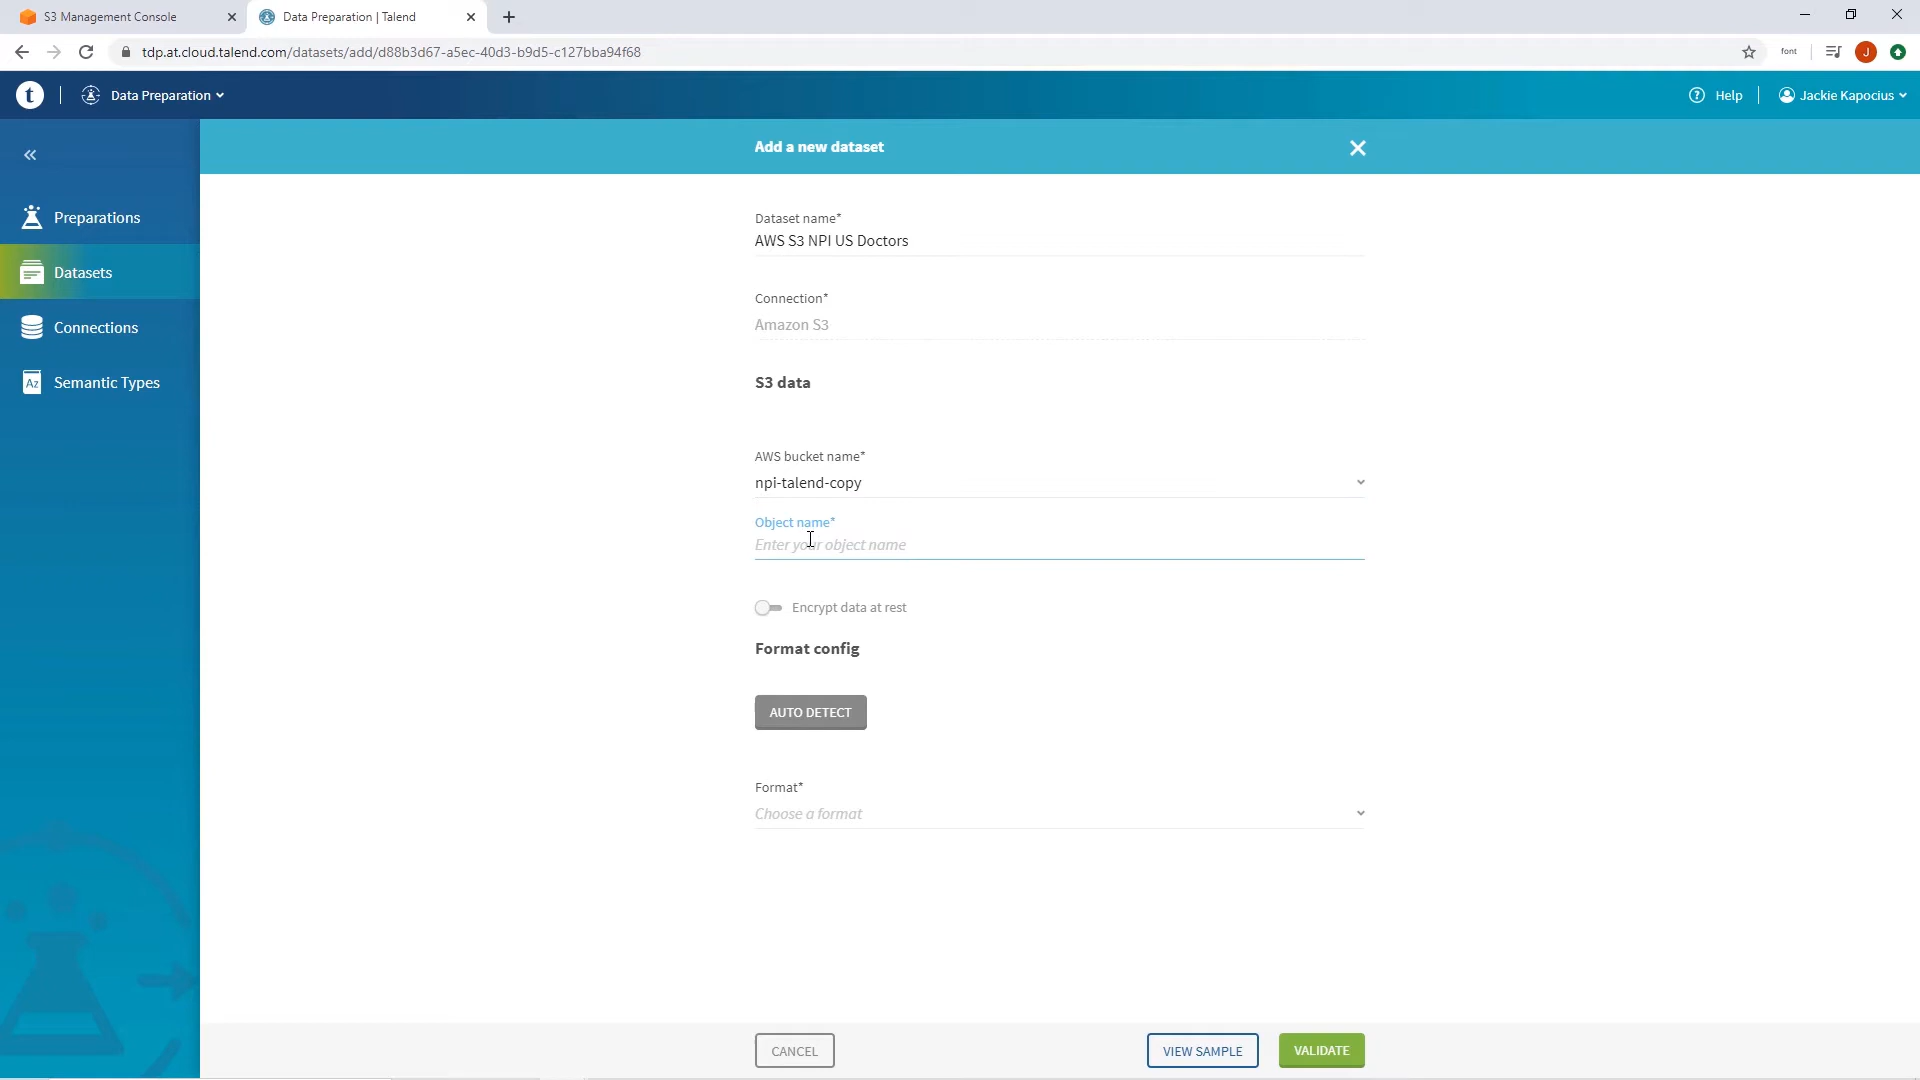 S3 Management Console
Data Preparation | Talend
tdp.at.cloud.talend.com/datasets/add/d88b3d67-a5ec-40d3-b9d5-c127bba94f68
font
J
t
Data Preparation
? Help
Jackie Kapocius
Add a new dataset
Preparations
Datasets
Connections
Az Semantic Types
Dataset name*
AWS S3 NPI US Doctors
Connection*
Amazon S3
S3 data
AWS bucket name*
npi-talend-copy
Object name*
Enter your object name
Encrypt data at rest
Format config
AUTO DETECT
Format*
Choose a format
CANCEL
VIEW SAMPLE
VALIDATE